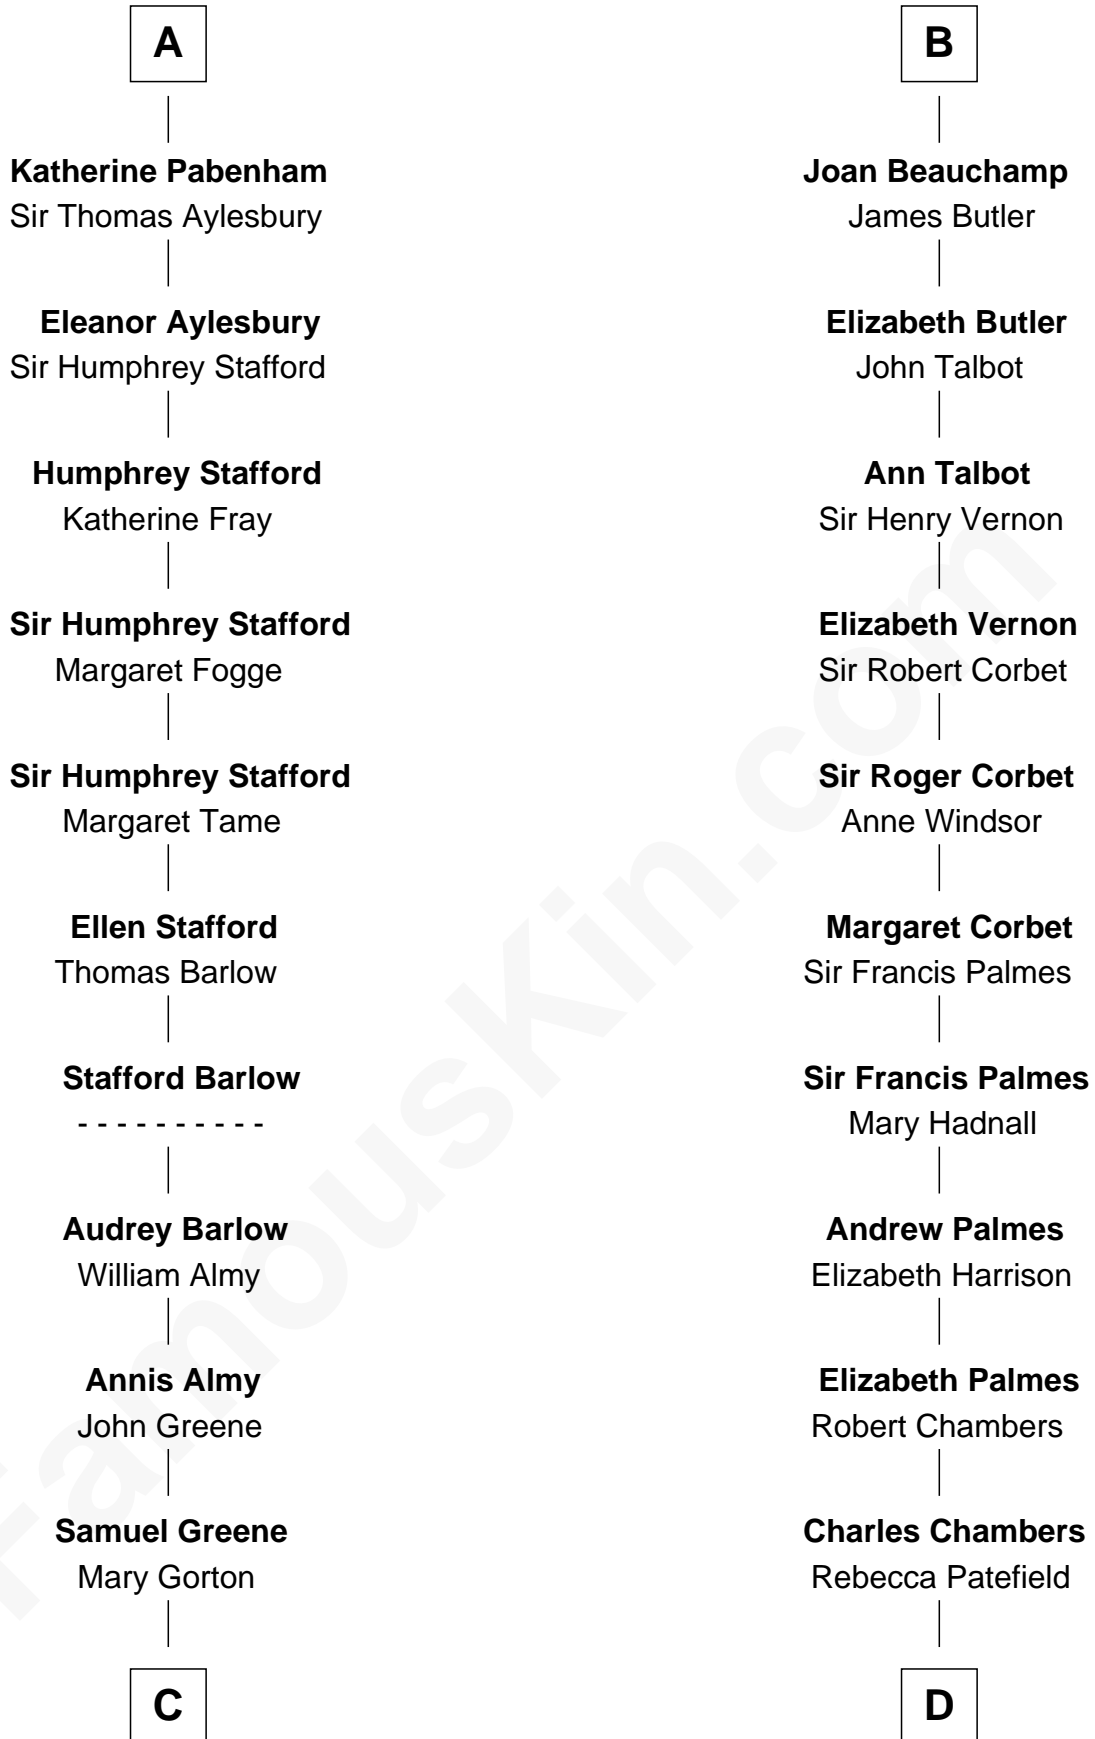 A
Katherine Pabenham
Sir Thomas Aylesbury
Eleanor Aylesbury
Sir Humphrey Stafford
Humphrey Stafford
Katherine Fray
Sir Humphrey Stafford
Margaret Fogge
Sir Humphrey Stafford
Margaret Tame
Ellen Stafford
Thomas Barlow
Stafford Barlow
- - - - - - - - - -
Audrey Barlow
William Almy
Annis Almy
John Greene
Samuel Greene
Mary Gorton
C
B
Joan Beauchamp
James Butler
Elizabeth Butler
John Talbot
Ann Talbot
Sir Henry Vernon
Elizabeth Vernon
Sir Robert Corbet
Sir Roger Corbet
Anne Windsor
Margaret Corbet
Sir Francis Palmes
Sir Francis Palmes
Mary Hadnall
Andrew Palmes
Elizabeth Harrison
Elizabeth Palmes
Robert Chambers
Charles Chambers
Rebecca Patefield
D
FamousKin.com